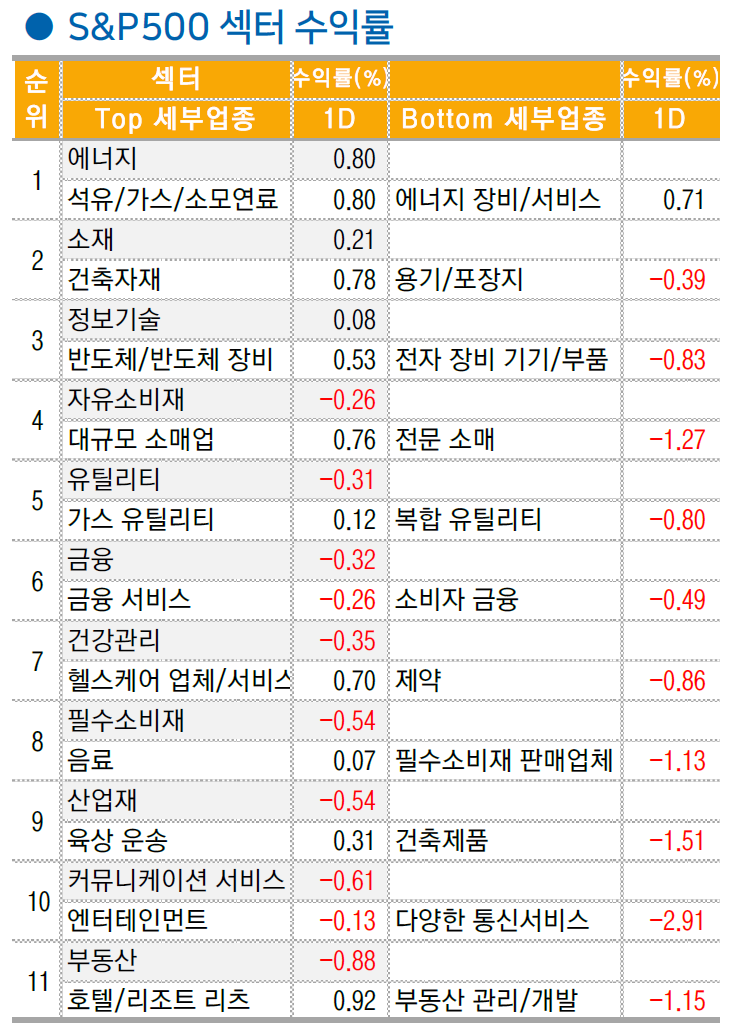 ● S&P500 섹터 수익률
순위 섹터 수익률(%) 수익률(%)
Top 세부업종 1D Bottom 세부업종 1D
1 에너지 0.80
석유/가스/소모연료 0.80 에너지 장비/서비스 0.71
2 소재 0.21
건축자재 0.78 용기/포장지 -0.39
3 정보기술 0.08
반도체/반도체 장비 0.53 전자 장비 기기/부품 -0.83
4 자유소비재 -0.26
대규모 소매업 0.76 전문 소매 -1.27
5 유틸리티 -0.31
가스 유틸리티 0.12 복합 유틸리티 -0.80
6 금융 -0.32
금융 서비스 -0.26 소비자 금융 -0.49
7 건강관리 -0.35
헬스케어 업체/서비스 0.70 제약 -0.86
8 필수소비재 -0.54
음료 0.07 필수소비재 판매업체 -1.13
9 산업재 -0.54
육상 운송 0.31 건축제품 -1.51
10 커뮤니케이션 서비스 -0.61
엔터테인먼트 -0.13 다양한 통신서비스 -2.91
11 부동산 -0.88
호텔/리조트 리츠 0.92 부동산 관리/개발 -1.15